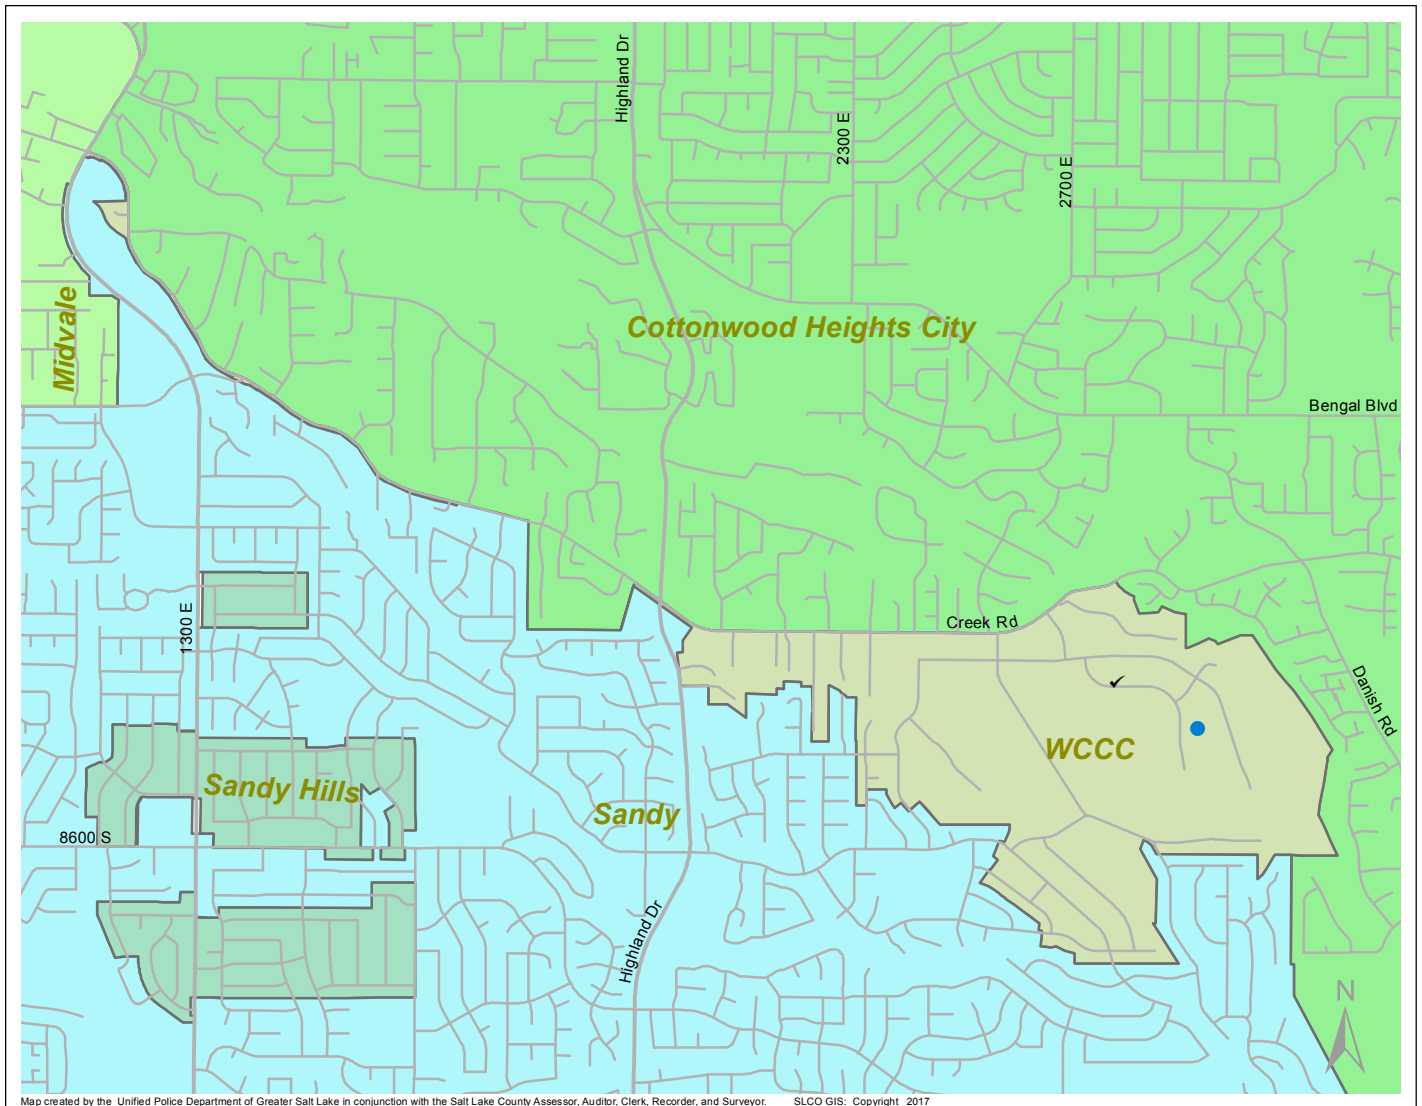 Highland Dr
2300 E
2700 E
Midvale
Cottonwood Heights City
Bengal Blvd
1300 E
Creek Rd
Danish Rd
WCCC
Sandy Hills
Sandy
8600 S
Highland Dr
N
Map created by the Unified Police Department of Greater Salt Lake in conjunction with the Salt Lake County Assessor, Auditor, Clerk, Recorder, and Surveyor. SLCO GIS: Copyright 2017